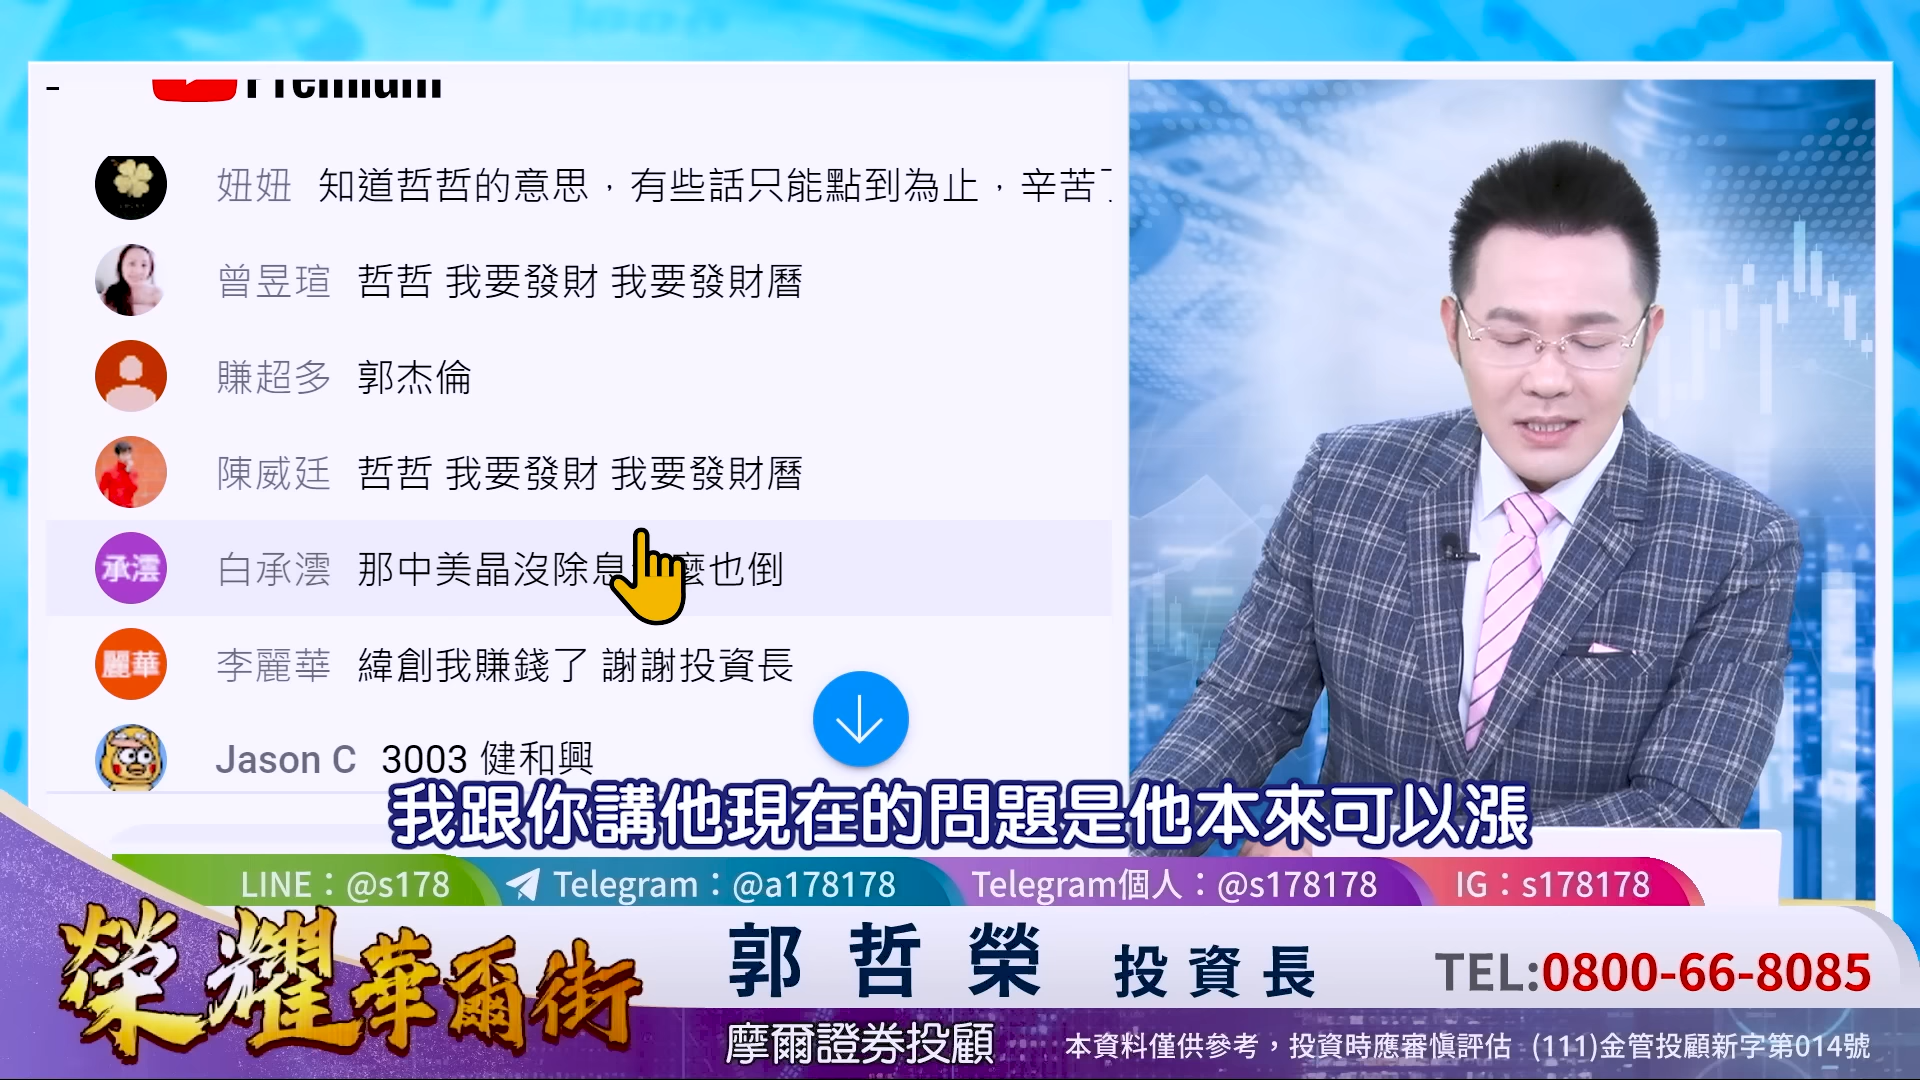 Premium
妞妞 知道哲哲的意思，有些話只能點到為止，辛苦
曾昱瑄 哲哲 我要發財 我要發財曆
賺超多 郭杰倫
陳威廷 哲哲 我要發財 我要發財曆
承澐 白承澐 那中美晶沒除息 麼也倒
麗華 李麗華 緯創我賺錢了 謝謝投資長
Jason C 3003 健和興
我跟你講他現在的問題是他本來可以漲
LINE：@s178 Telegram：@a178178 Telegram個人：@s178178 IG：s178178
榮耀華爾街
郭哲榮 投資長 TEL:0800-66-8085
摩爾證券投顧 本資料僅供參考，投資時應審慎評估 (111)金管投顧新字第014號